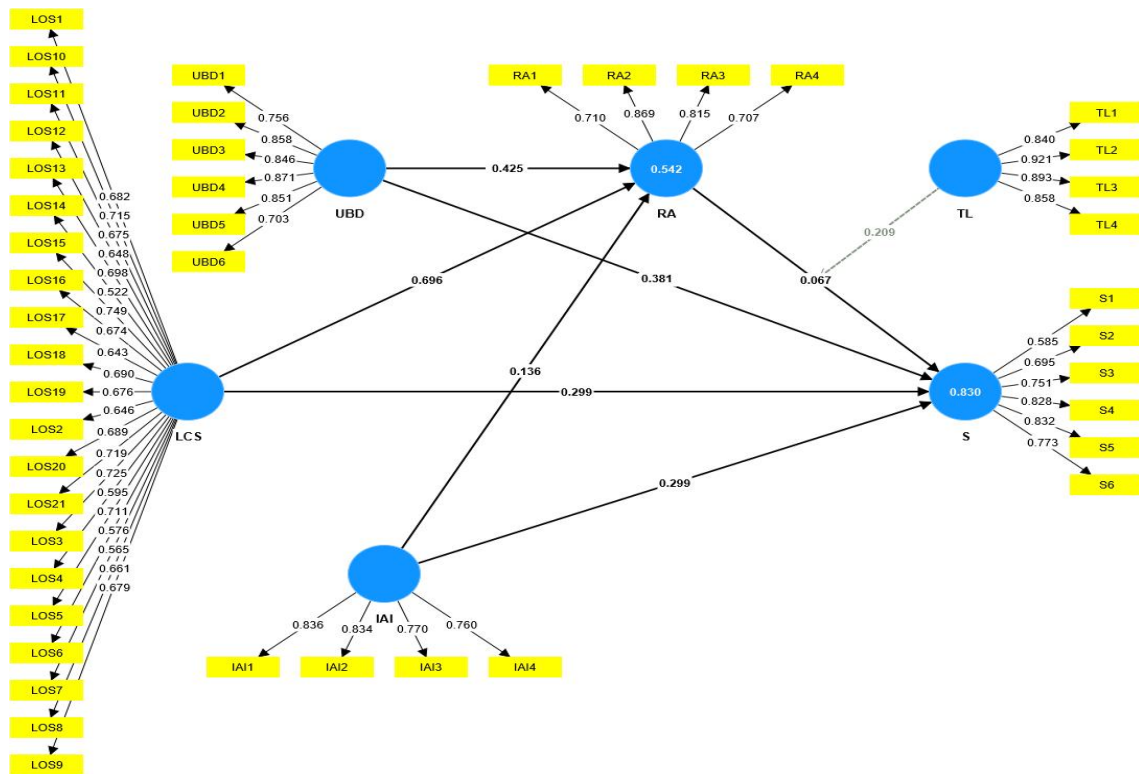 LOS1
LOS10
LOS11
LOS12
LOS13
LOS14
LOS15
LOS16
LOS17
LOS18
LOS19
LOS2
LOS20
LOS21
LOS3
LOS4
LOS5
LOS6
LOS7
LOS8
LOS9
0.682
0.715
0.675
0.648
0.698
0.522
0.749
0.674
0.643
0.690
0.676
0.646
0.689
0.719
0.725
0.595
0.711
0.576
0.565
0.661
0.679
LCS
UBD1
UBD2
UBD3
UBD4
UBD5
UBD6
0.756
0.858
0.846
0.871
0.851
0.703
UBD
RA1 RA2 RA3 RA4
0.710 0.869 0.815 0.707
0.542
RA
TL1
TL2
TL3
TL4
0.840
0.921
0.893
0.858
TL
0.425
0.696
0.136
0.381
0.067
0.209
0.299
0.299
S1
S2
S3
S4
S5
S6
0.585
0.695
0.751
0.828
0.832
0.773
0.830
S
IAI
0.836 0.834 0.770 0.760
IAI1 IAI2 IAI3 IAI4